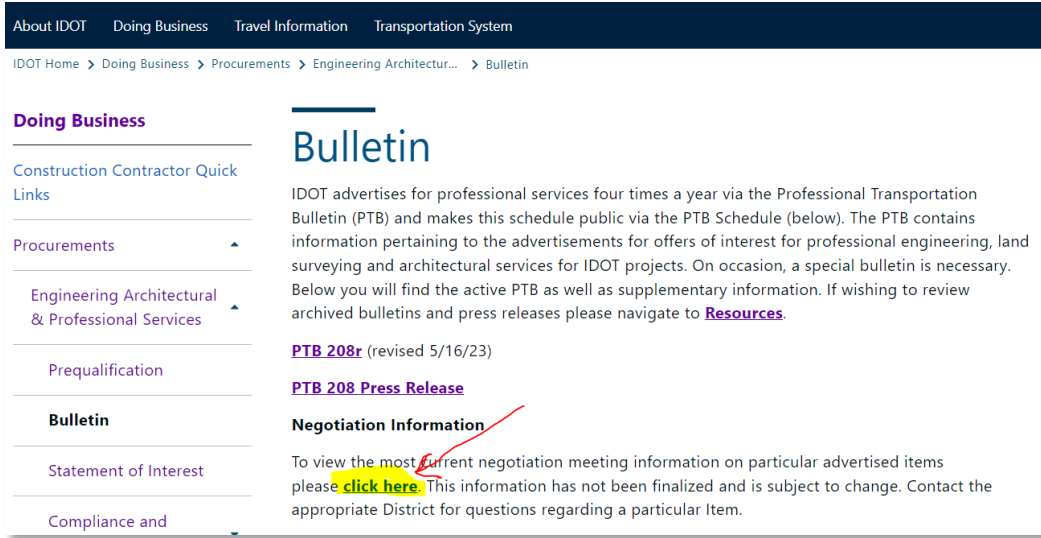 About IDOT Doing Business Travel Information Transportation System
IDOT Home > Doing Business > Procurements > Engineering Architectur... > Bulletin
Doing Business
Construction Contractor Quick
Links
Procurements
Engineering Architectural
& Professional Services
Prequalification
Bulletin
Statement of Interest
Compliance and
Bulletin
IDOT advertises for professional services four times a year via the Professional Transportation
Bulletin (PTB) and makes this schedule public via the PTB Schedule (below). The PTB contains
information pertaining to the advertisements for offers of interest for professional engineering, land
surveying and architectural services for IDOT projects. On occasion, a special bulletin is necessary.
Below you will find the active PTB as well as supplementary information. If wishing to review
archived bulletins and press releases please navigate to Resources.
PTB 208r (revised 5/16/23)
PTB 208 Press Release
Negotiation Information
To view the most current negotiation meeting information on particular advertised items
please click here. This information has not been finalized and is subject to change. Contact the
appropriate District for questions regarding a particular Item.